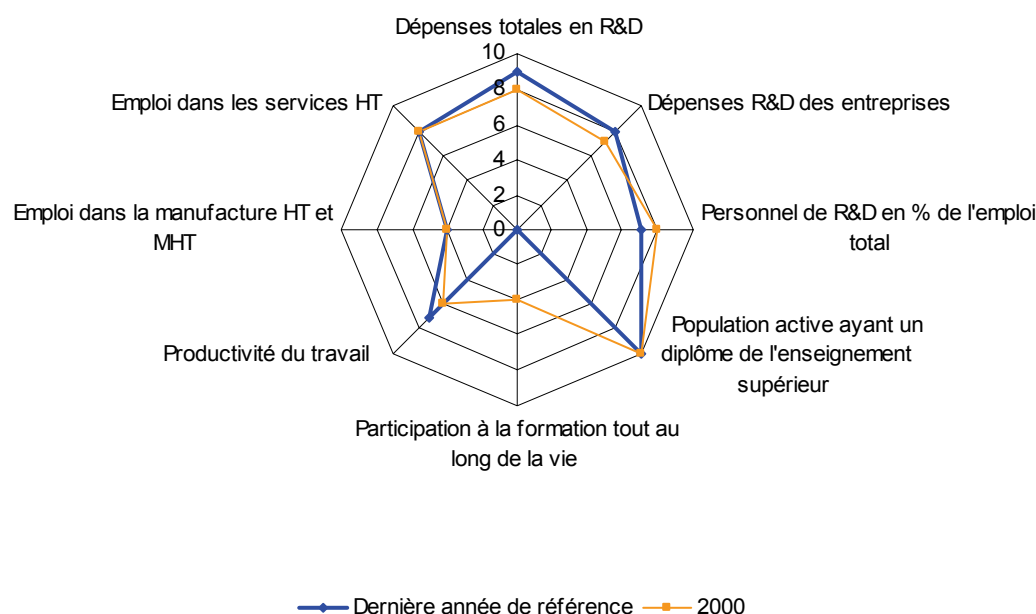 Dépenses totales en R&D
10
Emploi dans les services HT
8
Dépenses R&D des entreprises
6
4
2
Emploi dans la manufacture HT et
MHT
0
Personnel de R&D en % de l'emploi
total
Productivité du travail
Population active ayant un
diplôme de l'enseignement
supérieur
Participation à la formation tout au
long de la vie
Dernière année de référence 2000